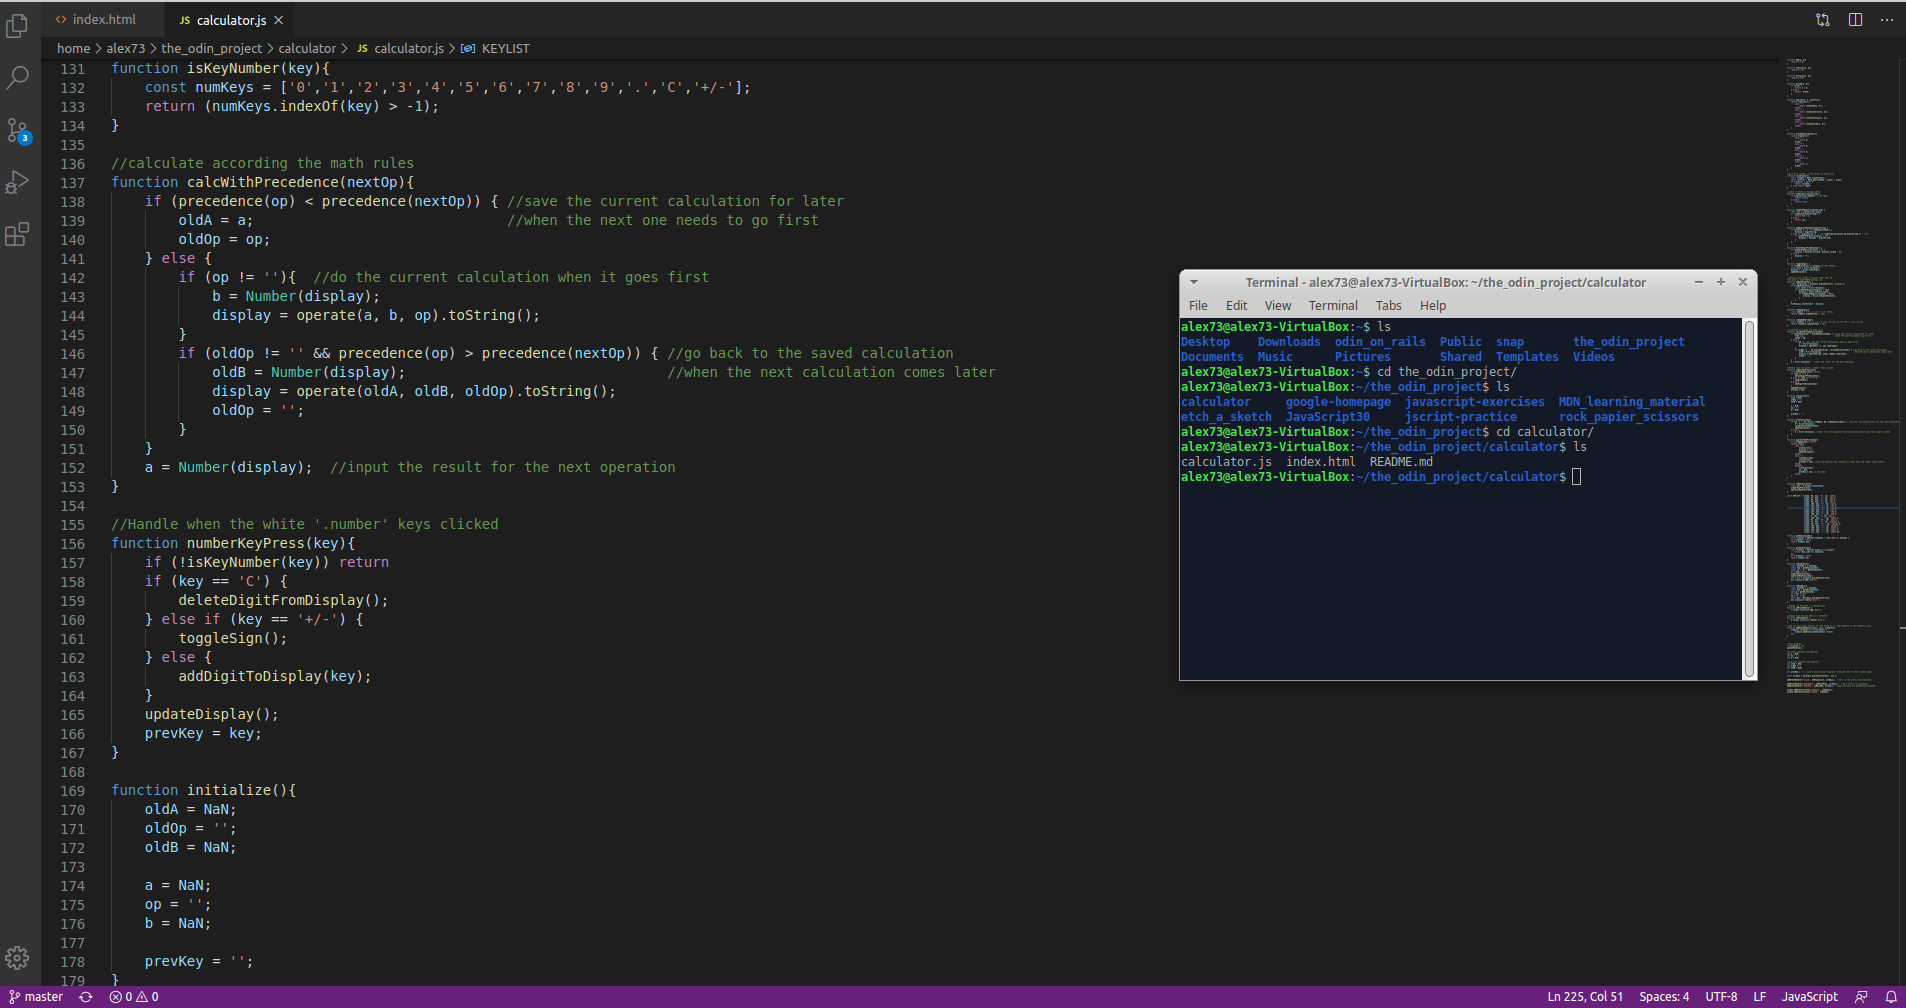 index.html
JS calculator.js
home > alex73 > the_odin_project > calculator > JS calculator.js > KEYLIST
131 function isKeyNumber(key){
132 const numKeys = ['0','1','2','3','4','5','6','7','8','9','.','C','+/-'];
133 return (numKeys.indexOf(key) > -1);
134 }
135
136 //calculate according the math rules
137 function calcWithPrecedence(nextOp){
138 if (precedence(op) < precedence(nextOp)) { //save the current calculation for later
139 oldA = a; //when the next one needs to go first
140 oldOp = op;
141 } else {
142 if (op != ''){ //do the current calculation when it goes first
143 b = Number(display);
144 display = operate(a, b, op).toString();
145 }
146 if (oldOp != '' && precedence(op) > precedence(nextOp)) { //go back to the saved calculation
147 oldB = Number(display); //when the next calculation comes later
148 display = operate(oldA, oldB, oldOp).toString();
149 oldOp = '';
150 }
151 }
152 a = Number(display); //input the result for the next operation
153 }
154
155 //Handle when the white '.number' keys clicked
156 function numberKeyPress(key){
157 if (!isKeyNumber(key)) return
158 if (key == 'C') {
159 deleteDigitFromDisplay();
160 } else if (key == '+/-') {
161 toggleSign();
162 } else {
163 addDigitToDisplay(key);
164 }
165 updateDisplay();
166 prevKey = key;
167 }
168
169 function initialize(){
170 oldA = NaN;
171 oldOp = '';
172 oldB = NaN;
173
174 a = NaN;
175 op = '';
176 b = NaN;
177
178 prevKey = '';
179 }
3
Terminal - alex73@alex73-VirtualBox: ~/the_odin_project/calculator
File Edit View Terminal Tabs Help
alex73@alex73-VirtualBox:~$ ls
Desktop Downloads odin_on_rails Public snap the_odin_project
Documents Music Pictures Shared Templates Videos
alex73@alex73-VirtualBox:~$ cd the_odin_project/
alex73@alex73-VirtualBox:~/the_odin_project$ ls
calculator google-homepage javascript-exercises MDN_learning_material
etch_a_sketch JavaScript30 jscript-practice rock_papier_scissors
alex73@alex73-VirtualBox:~/the_odin_project$ cd calculator/
alex73@alex73-VirtualBox:~/the_odin_project/calculator$ ls
calculator.js index.html README.md
alex73@alex73-VirtualBox:~/the_odin_project/calculator$
master 0 0 Ln 225, Col 51 Spaces: 4 UTF-8 LF JavaScript